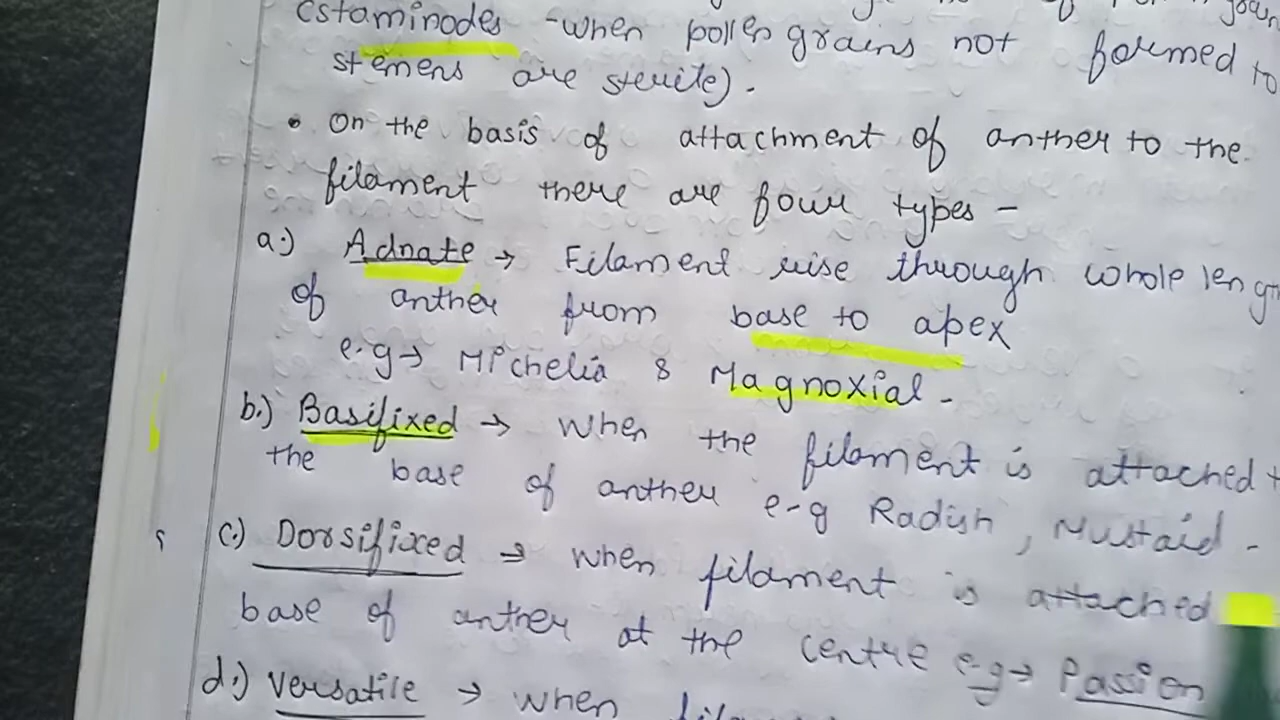 (staminodes - when pollen grains not formed to
stemens are sterile).
• On the basis of attachment of anther to the
filament there are four types -
a:) Adnate → Filament rise through whole leng
of anther from base to apex
e.g → Michelia & Magnoxial -
b.) Basifixed → When the filament is attached t
the base of anther e-g Radish, Mustard -
c.) Dorsifixed → when filament is attached
base of anther at the centre e.g → Passion
d.) Versatile → when